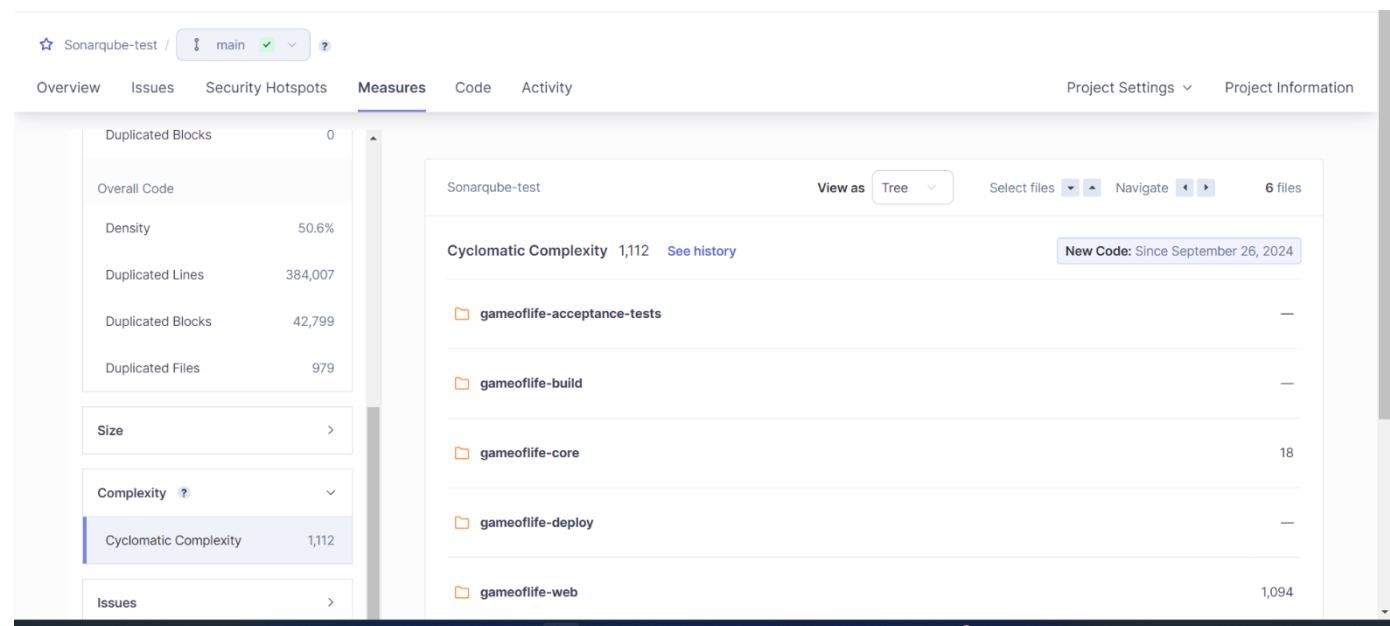 Sonarqube-test / main ?
Overview Issues Security Hotspots Measures Code Activity Project Settings Project Information
Duplicated Blocks 0
Overall Code
Density 50.6%
Duplicated Lines 384,007
Duplicated Blocks 42,799
Duplicated Files 979
Size
Complexity ?
Cyclomatic Complexity 1,112
Issues
Sonarqube-test View as Tree Select files Navigate 6 files
Cyclomatic Complexity 1,112 See history New Code: Since September 26, 2024
gameoflife-acceptance-tests —
gameoflife-build —
gameoflife-core 18
gameoflife-deploy —
gameoflife-web 1,094